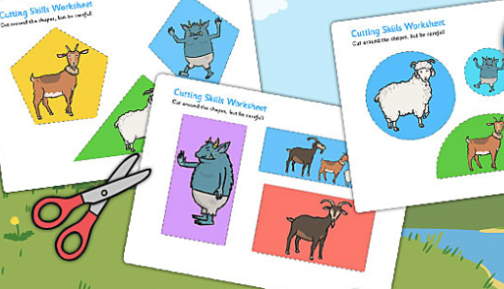 Cutting Skills Worksheet
Cut around the shapes, but be careful!
Cutting Skills Worksheet
Cut around the shapes, but be careful!
Cutting Skills Worksheet
Cut around the shapes, but be careful!